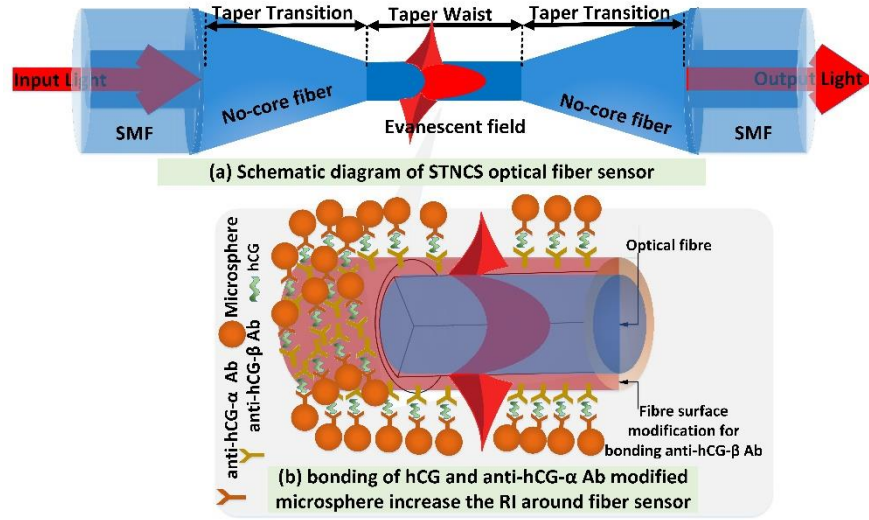 Taper Transition
Taper Waist
Taper Transition
Input Light
Output Light
No-core fiber
No-core fiber
SMF
Evanescent field
SMF
(a) Schematic diagram of STNCS optical fiber sensor
Microsphere
hCG
anti-hCG-α Ab
anti-hCG-β Ab
Optical fibre
Fibre surface
modification for
bonding anti-hCG-β Ab
(b) bonding of hCG and anti-hCG-α Ab modified
microsphere increase the RI around fiber sensor